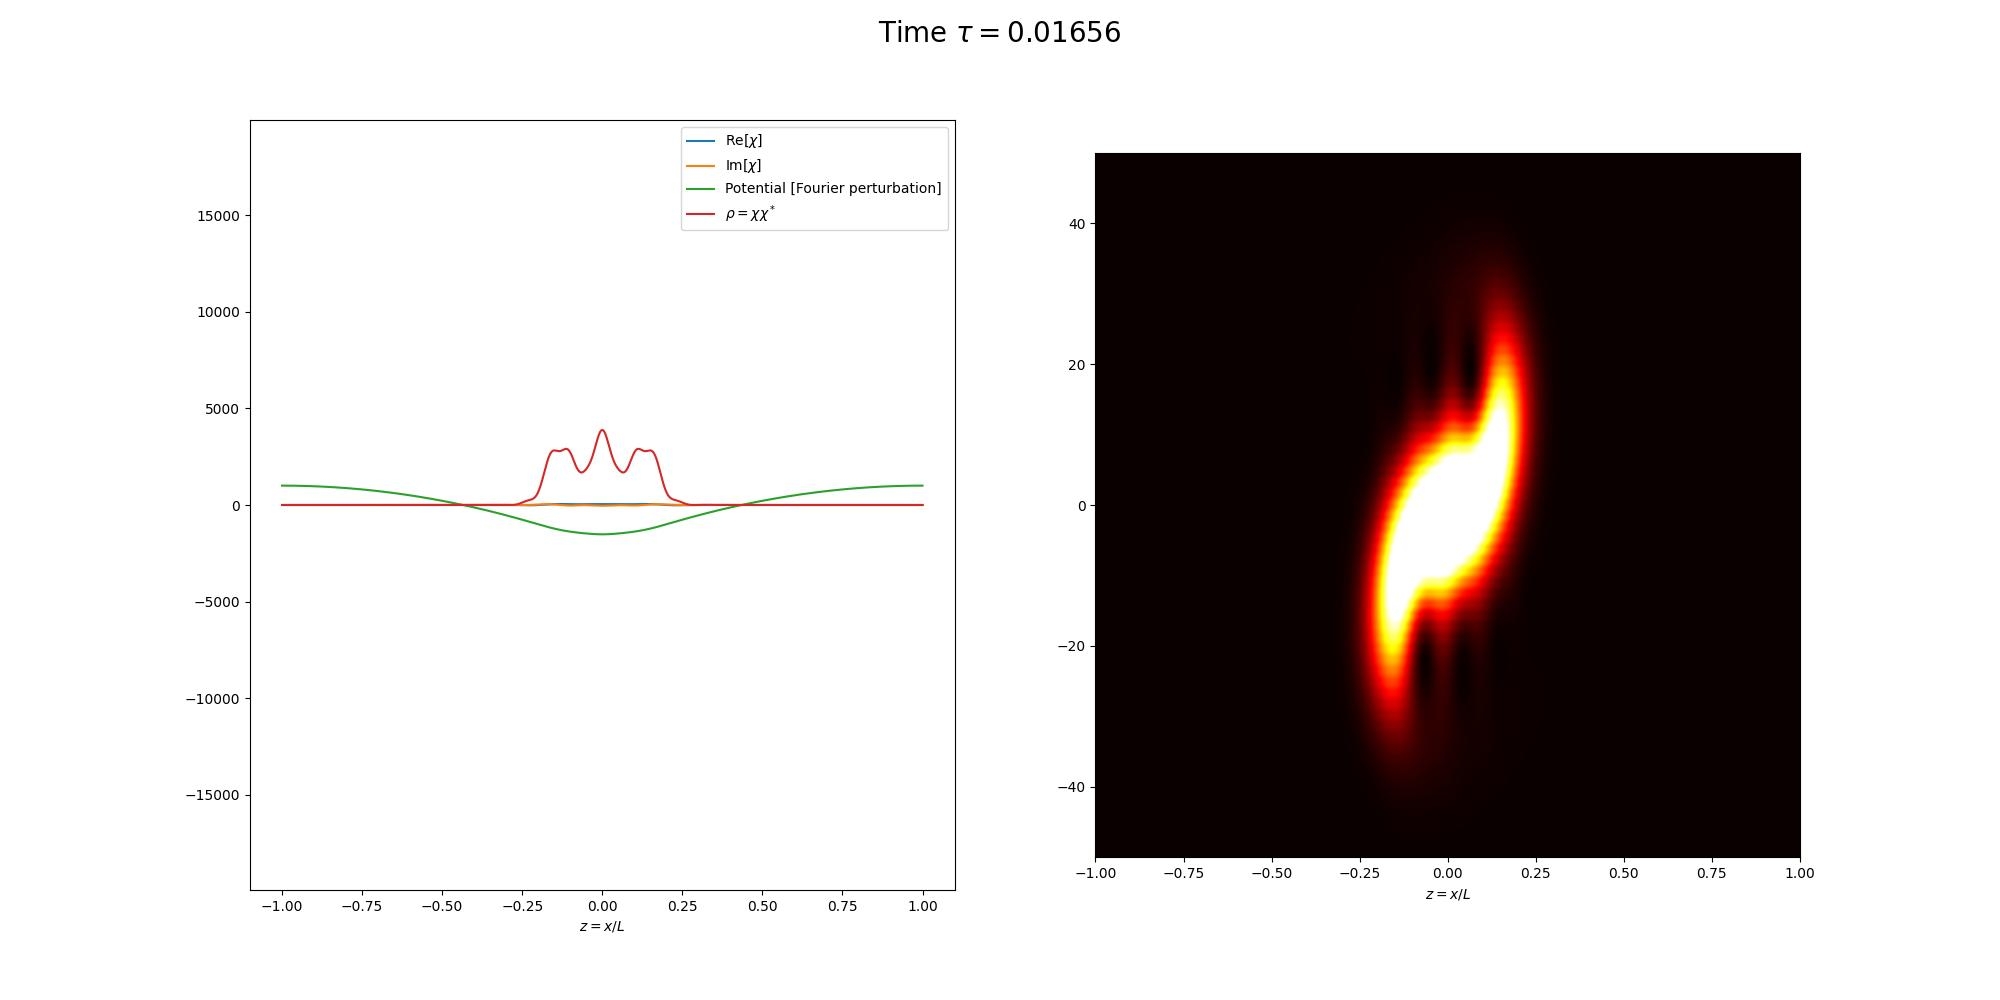 Time τ = 0.01656
Re[χ]
Im[χ]
Potential [Fourier perturbation]
ρ = χχ*
15000
10000
5000
0
−5000
−10000
−15000
−1.00 −0.75 −0.50 −0.25 0.00 0.25 0.50 0.75 1.00
z = x/L
40
20
0
−20
−40
−1.00 −0.75 −0.50 −0.25 0.00 0.25 0.50 0.75 1.00
z = x/L